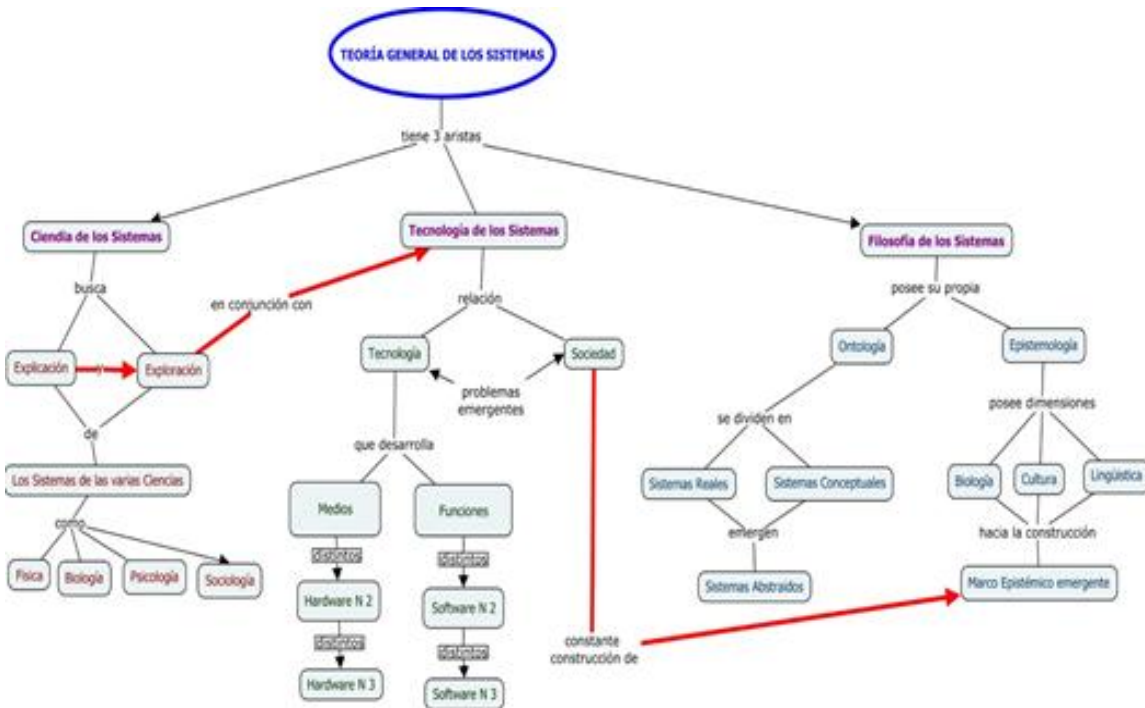 TEORÍA GENERAL DE LOS SISTEMAS
tiene 3 aristas
Ciendia de los Sistemas
Tecnología de los Sistemas
Filosofía de los Sistemas
busca
en conjunción con
relación
posee su propia
Explicación
y
Exploración
Tecnología
Sociedad
Ontología
Epistemología
problemas
emergentes
de
que desarrolla
se dividen en
posee dimensiones
Los Sistemas de las varias Ciencias
Sistemas Reales
Sistemas Conceptuales
Biología
Cultura
Lingüística
como
Medios
Funciones
emergen
hacia la construcción
Física
Biología
Psicología
Sociología
distintos
distintos
Sistemas Abstraidos
Marco Epistémico emergente
Hardware N 2
Software N 2
distintos
distintos
constante
construcción de
Hardware N 3
Software N 3